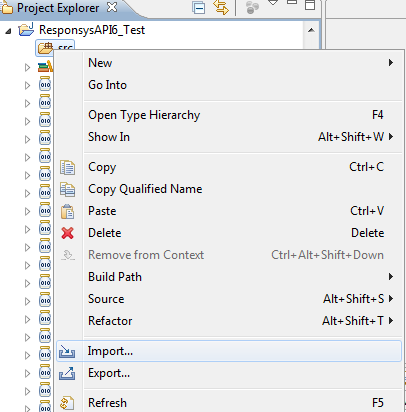 Project Explorer
ResponsysAPI6_Test
src
New
Go Into
Open Type Hierarchy F4
Show In Alt+Shift+W
Copy Ctrl+C
Copy Qualified Name
Paste Ctrl+V
Delete Delete
Remove from Context Ctrl+Alt+Shift+Down
Build Path
Source Alt+Shift+S
Refactor Alt+Shift+T
Import...
Export...
Refresh F5